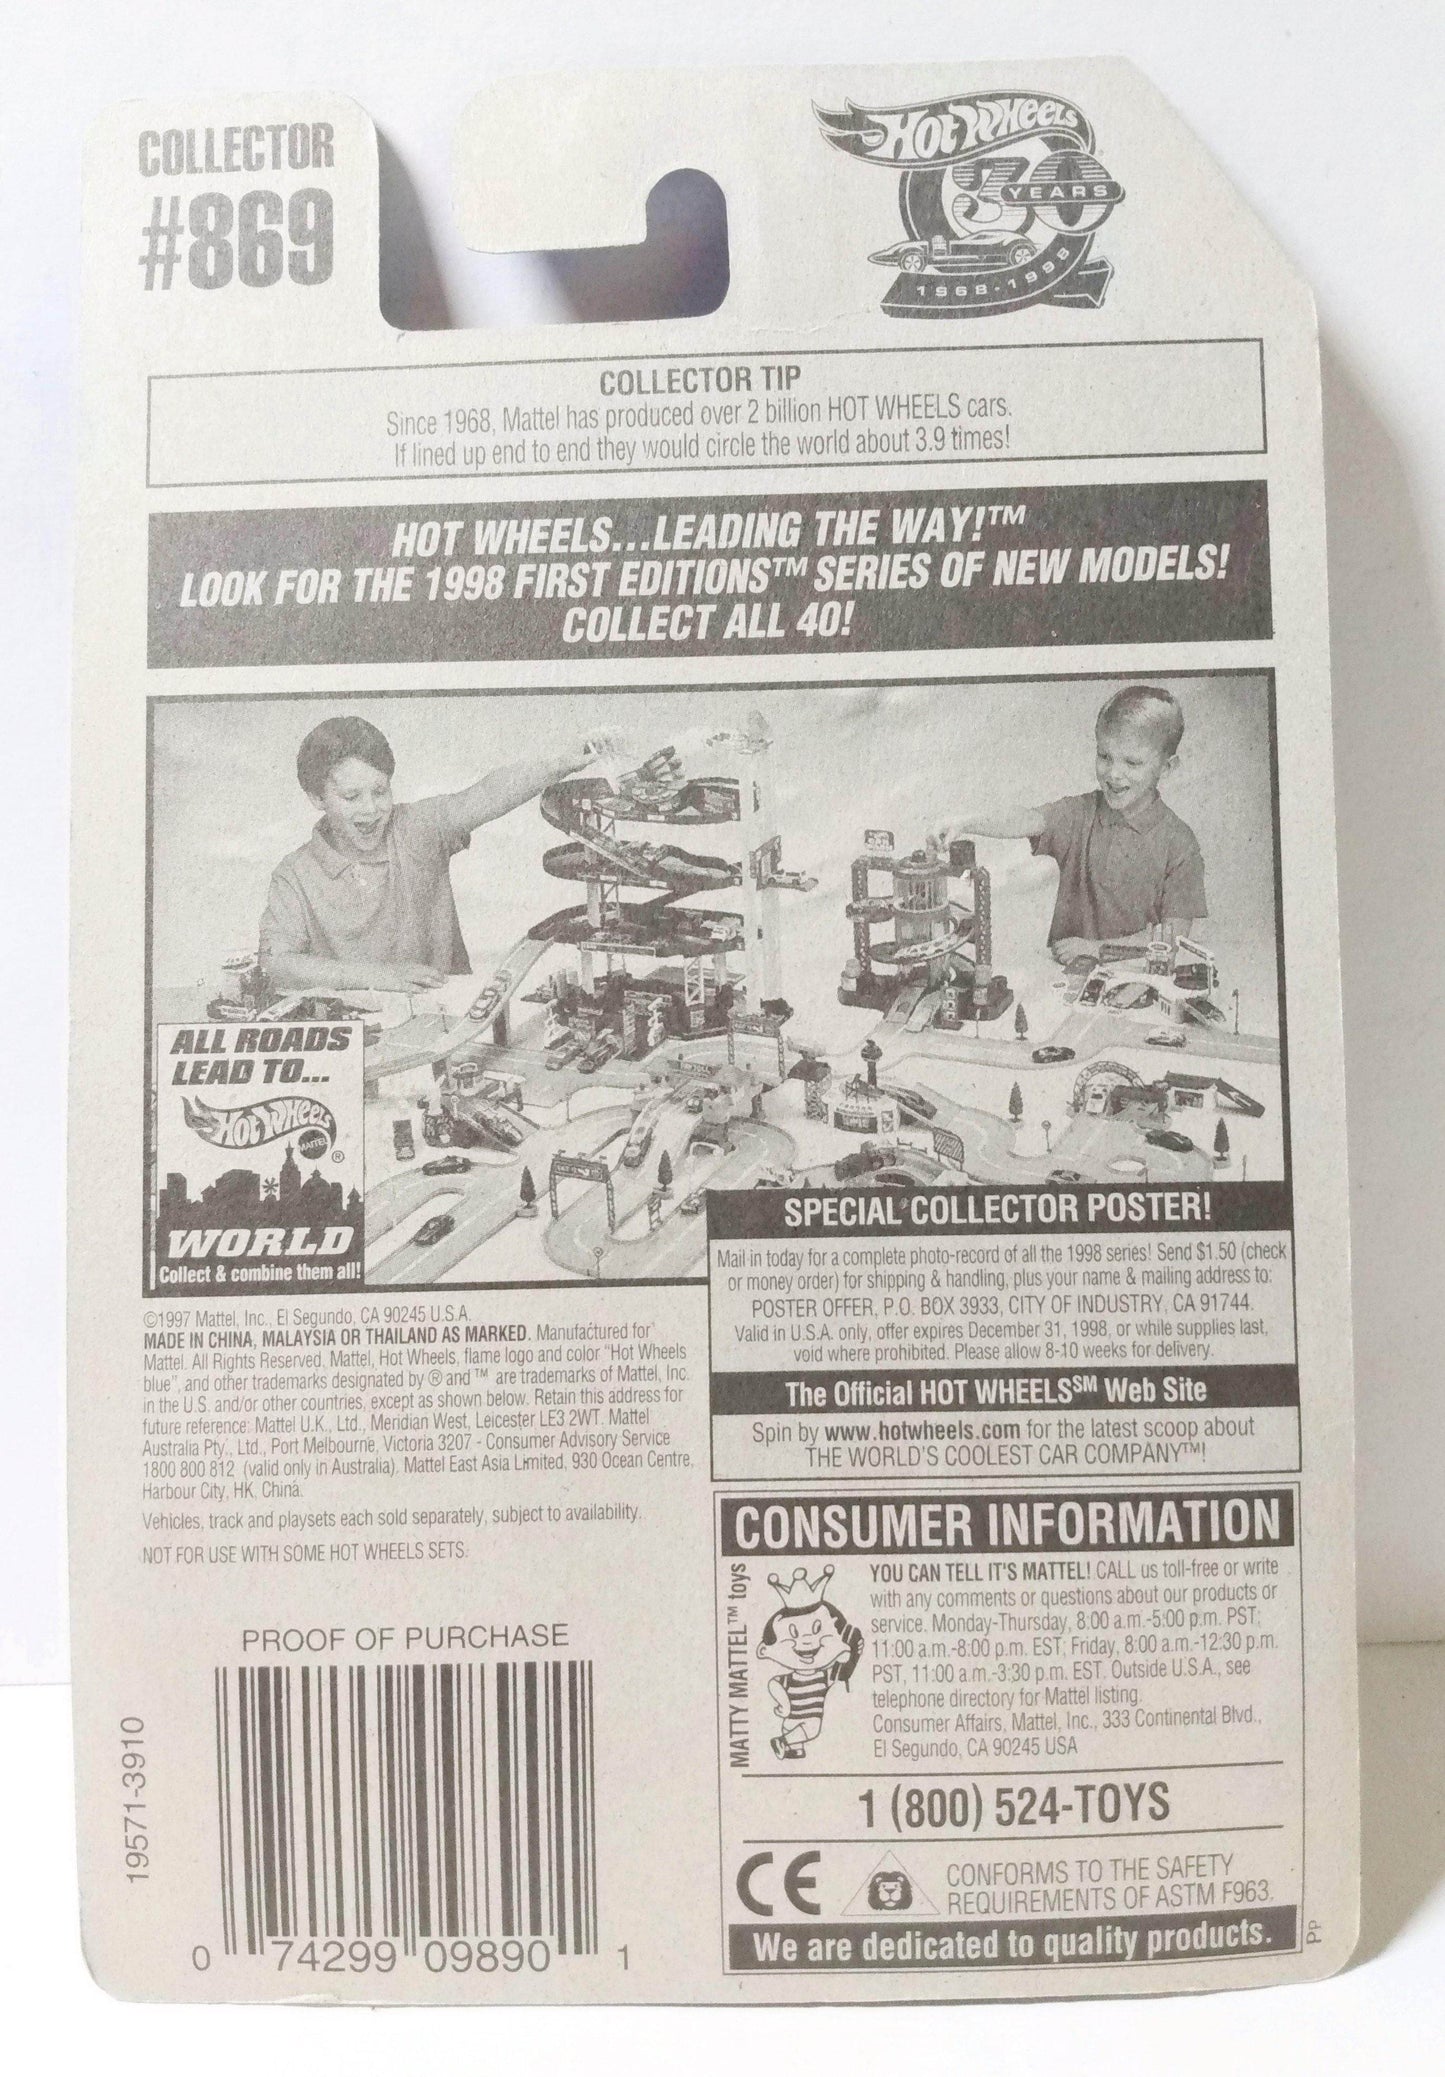 COLLECTOR
#869
Hot Wheels
30
YEARS
1968-1998
COLLECTOR TIP
Since 1968, Mattel has produced over 2 billion HOT WHEELS cars.
If lined up end to end they would circle the world about 3.9 times!
HOT WHEELS...LEADING THE WAY!™
LOOK FOR THE 1998 FIRST EDITIONS™ SERIES OF NEW MODELS!
COLLECT ALL 40!
ALL ROADS
LEAD TO...
Hot Wheels
MATTEL
®
WORLD
Collect & combine them all!
SPECIAL COLLECTOR POSTER!
Mail in today for a complete photo-record of all the 1998 series! Send $1.50 (check
or money order) for shipping & handling, plus your name & mailing address to:
POSTER OFFER, P.O. BOX 3933, CITY OF INDUSTRY, CA 91744.
Valid in U.S.A. only, offer expires December 31, 1998, or while supplies last,
void where prohibited. Please allow 8-10 weeks for delivery.
The Official HOT WHEELS℠ Web Site
Spin by www.hotwheels.com for the latest scoop about
THE WORLD'S COOLEST CAR COMPANY™!
©1997 Mattel, Inc., El Segundo, CA 90245 U.S.A.
MADE IN CHINA, MALAYSIA OR THAILAND AS MARKED. Manufactured for
Mattel. All Rights Reserved. Mattel, Hot Wheels, flame logo and color "Hot Wheels
blue", and other trademarks designated by ® and ™ are trademarks of Mattel, Inc.
in the U.S. and/or other countries, except as shown below. Retain this address for
future reference: Mattel U.K., Ltd., Meridian West, Leicester LE3 2WT. Mattel
Australia Pty., Ltd., Port Melbourne, Victoria 3207 - Consumer Advisory Service
1800 800 812 (valid only in Australia). Mattel East Asia Limited, 930 Ocean Centre,
Harbour City, HK, China.
Vehicles, track and playsets each sold separately, subject to availability.
NOT FOR USE WITH SOME HOT WHEELS SETS.
CONSUMER INFORMATION
MATTY MATTEL™ toys
YOU CAN TELL IT'S MATTEL! CALL us toll-free or write
with any comments or questions about our products or
service. Monday-Thursday, 8:00 a.m.-5:00 p.m. PST;
11:00 a.m.-8:00 p.m. EST; Friday, 8:00 a.m.-12:30 p.m.
PST, 11:00 a.m.-3:30 p.m. EST. Outside U.S.A., see
telephone directory for Mattel listing.
Consumer Affairs, Mattel, Inc., 333 Continental Blvd.,
El Segundo, CA 90245 USA
1 (800) 524-TOYS
CE
CONFORMS TO THE SAFETY
REQUIREMENTS OF ASTM F963.
We are dedicated to quality products.
PP
PROOF OF PURCHASE
19571-3910
0 74299 09890 1